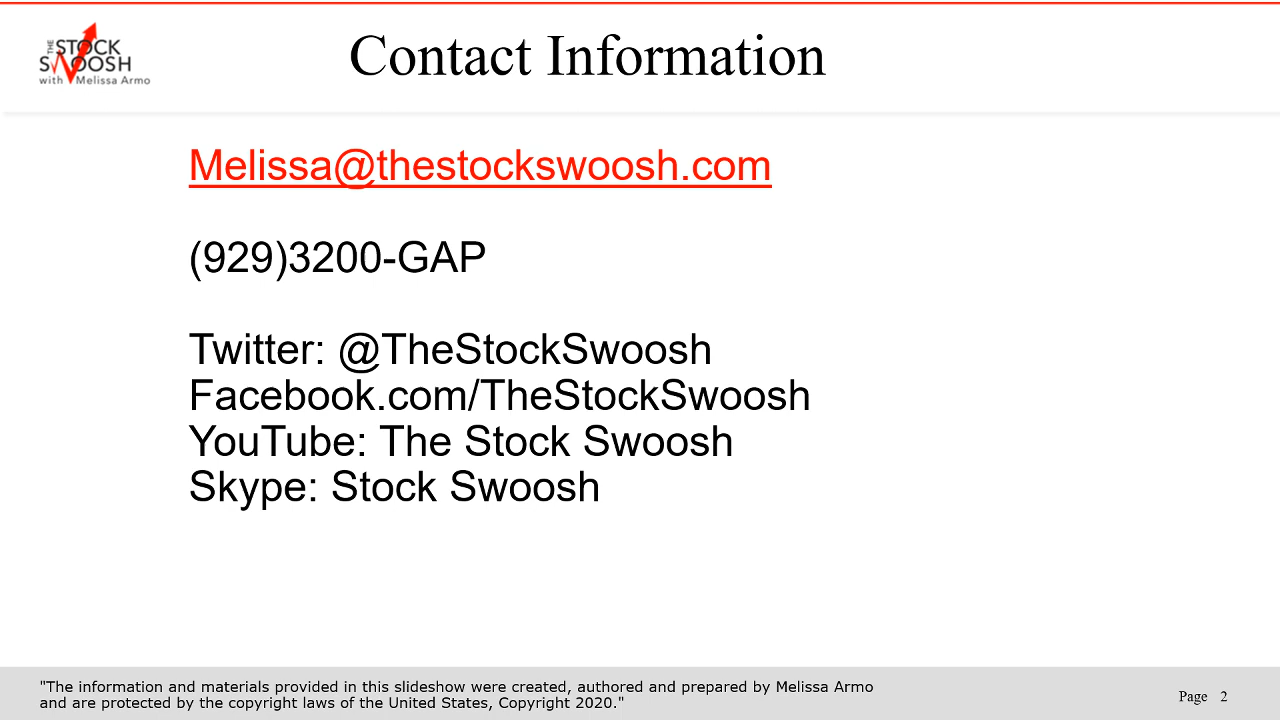 THE STOCK
SWOOSH
with Melissa Armo
Contact Information
Melissa@thestockswoosh.com
(929)3200-GAP
Twitter: @TheStockSwoosh
Facebook.com/TheStockSwoosh
YouTube: The Stock Swoosh
Skype: Stock Swoosh
"The information and materials provided in this slideshow were created, authored and prepared by Melissa Armo
and are protected by the copyright laws of the United States, Copyright 2020."
Page 2